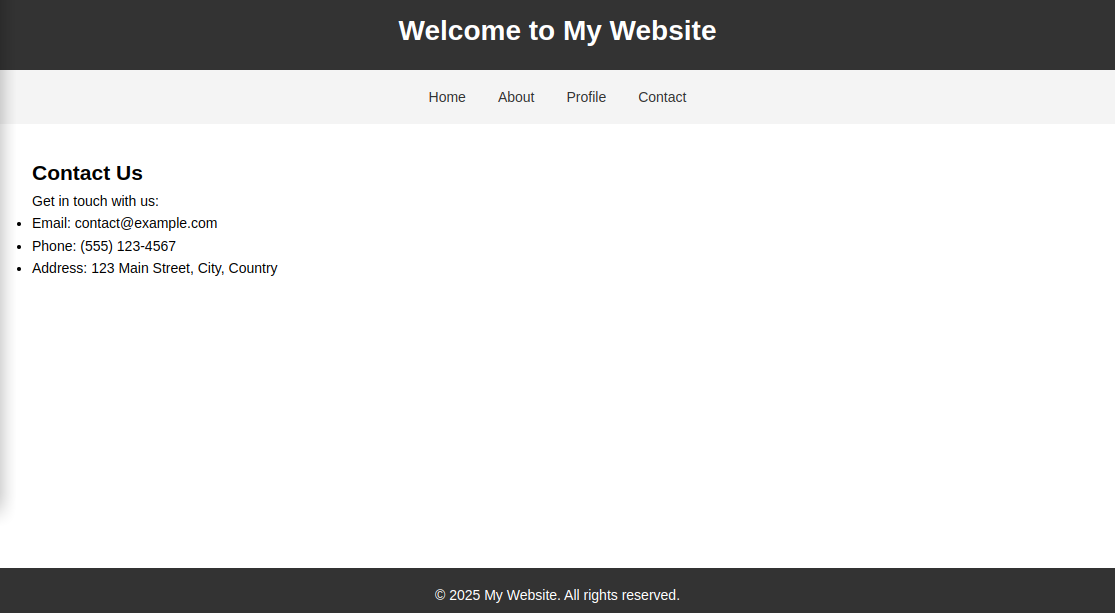 Welcome to My Website
Home About Profile Contact
Contact Us
Get in touch with us:
• Email: contact@example.com
• Phone: (555) 123-4567
• Address: 123 Main Street, City, Country
© 2025 My Website. All rights reserved.